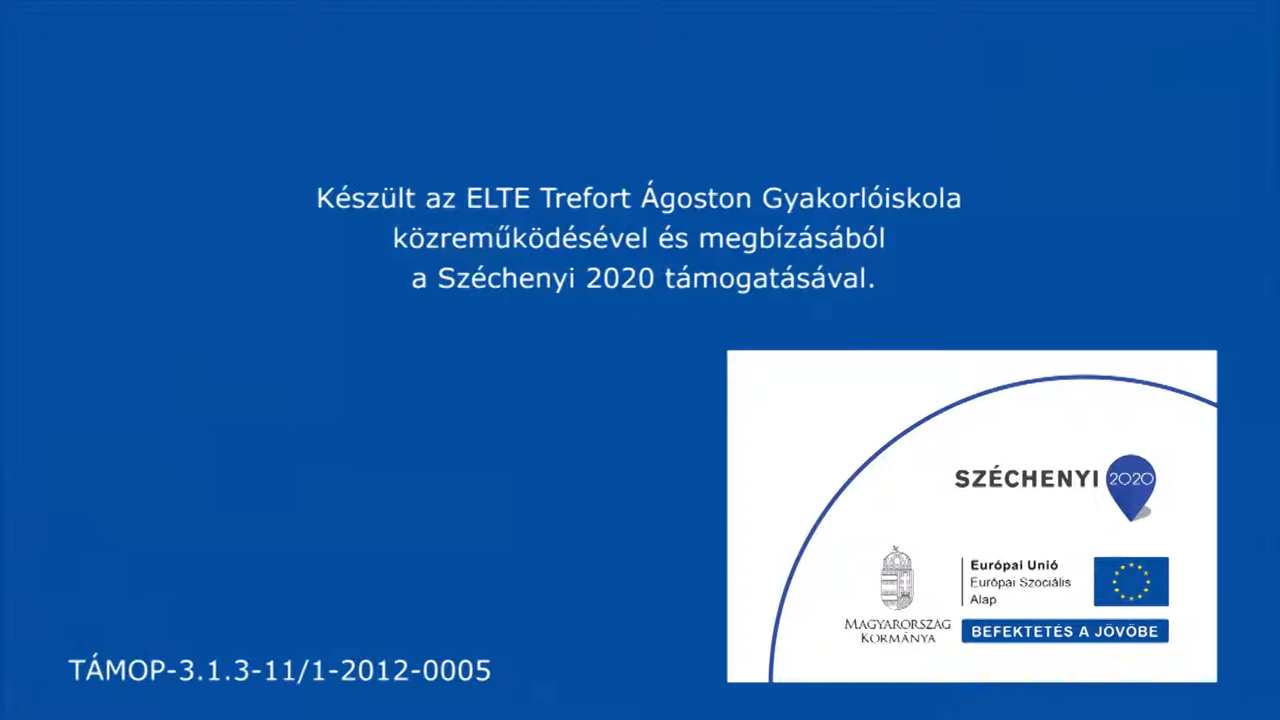 Készült az ELTE Trefort Ágoston Gyakorlóiskola
közreműködésével és megbízásából
a Széchenyi 2020 támogatásával.
SZÉCHENYI 2020
MAGYARORSZÁG
KORMÁNYA
Európai Unió
Európai Szociális
Alap
BEFEKTETÉS A JÖVŐBE
TÁMOP-3.1.3-11/1-2012-0005